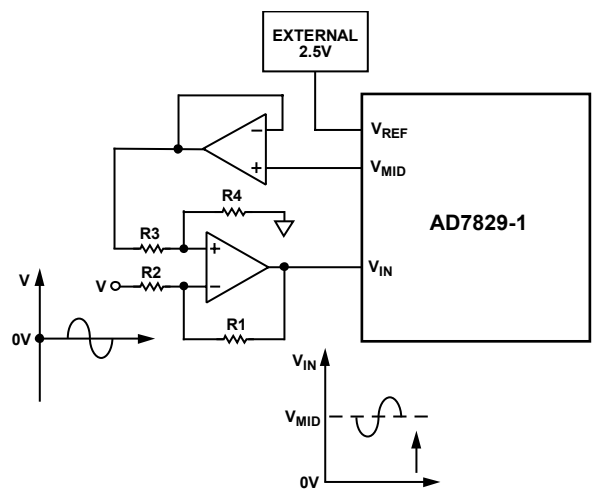 EXTERNAL
2.5V
VREF
VMID
AD7829-1
R4
R3
R2
V
VIN
R1
V
0V
VIN
VMID
0V